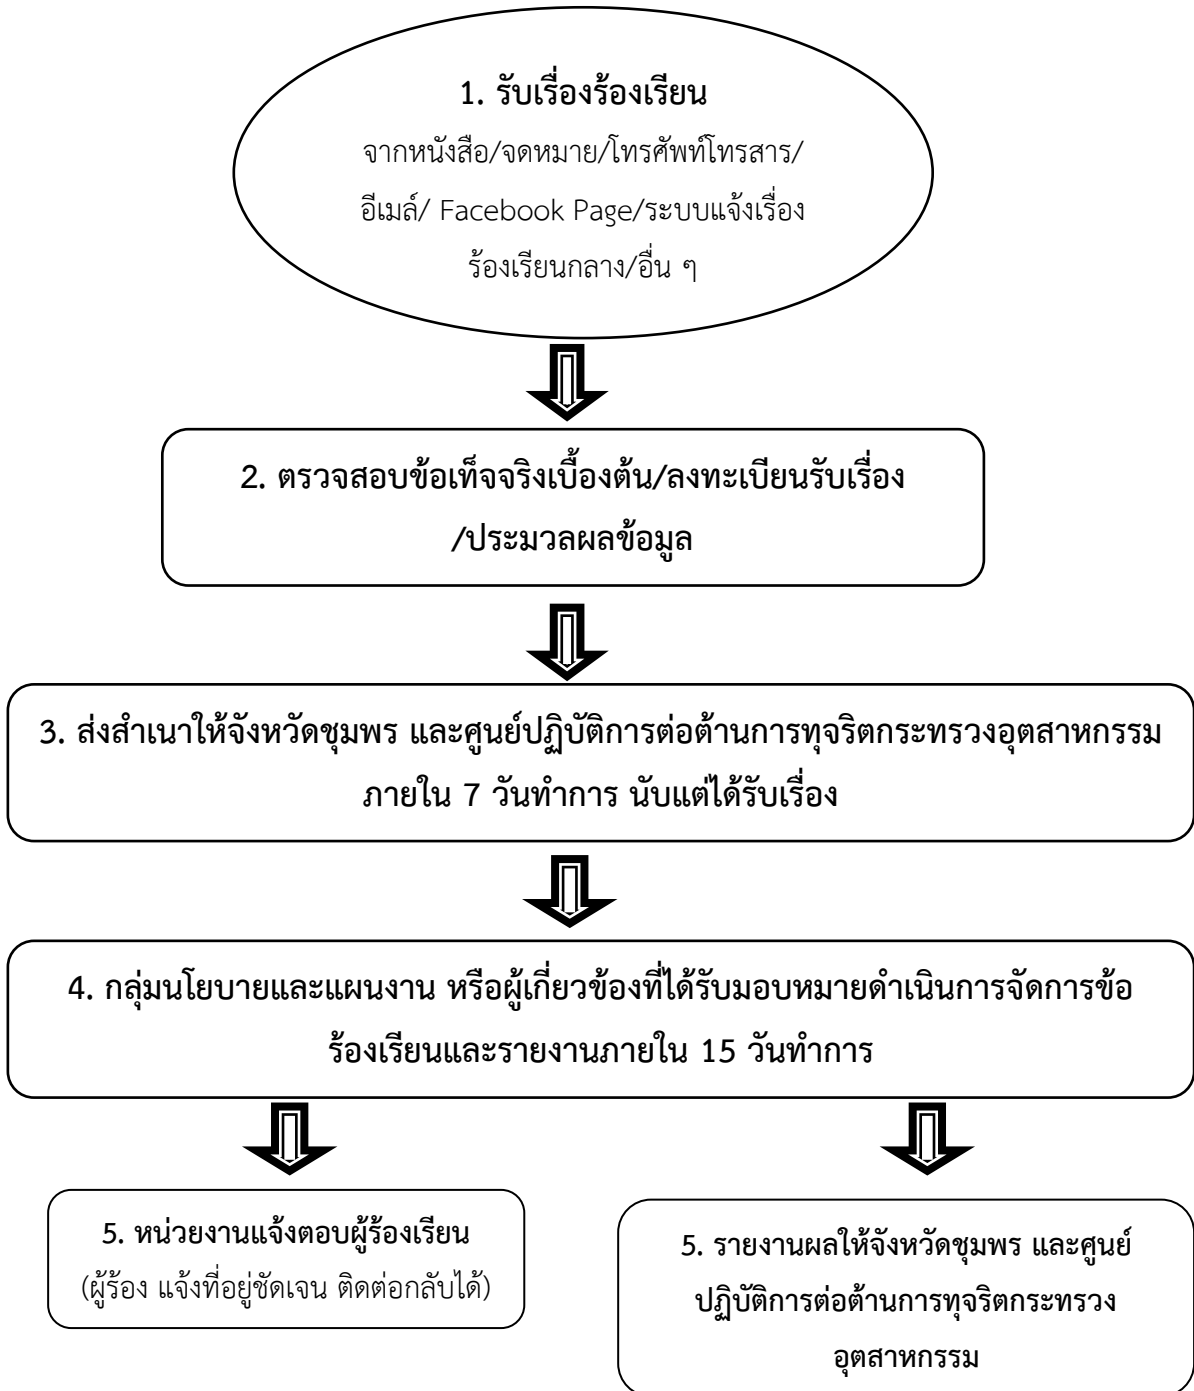 1. รับเรื่องร้องเรียน
จากหนังสือ/จดหมาย/โทรศัพท์โทรสาร/
อีเมล์/ Facebook Page/ระบบแจ้งเรื่อง
ร้องเรียนกลาง/อื่น ๆ
2. ตรวจสอบข้อเท็จจริงเบื้องต้น/ลงทะเบียนรับเรื่อง
/ประมวลผลข้อมูล
3. ส่งสำเนาให้จังหวัดชุมพร และศูนย์ปฏิบัติการต่อต้านการทุจริตกระทรวงอุตสาหกรรม
ภายใน 7 วันทำการ นับแต่ได้รับเรื่อง
4. กลุ่มนโยบายและแผนงาน หรือผู้เกี่ยวข้องที่ได้รับมอบหมายดำเนินการจัดการข้อ
ร้องเรียนและรายงานภายใน 15 วันทำการ
5. หน่วยงานแจ้งตอบผู้ร้องเรียน
(ผู้ร้อง แจ้งที่อยู่ชัดเจน ติดต่อกลับได้)
5. รายงานผลให้จังหวัดชุมพร และศูนย์
ปฏิบัติการต่อต้านการทุจริตกระทรวง
อุตสาหกรรม